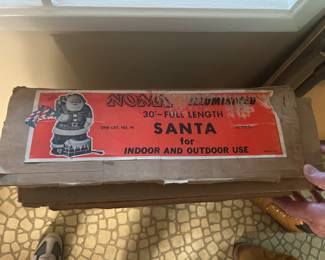 NOMA ILLUMINATED
30"-FULL LENGTH
SANTA
for
INDOOR AND OUTDOOR USE